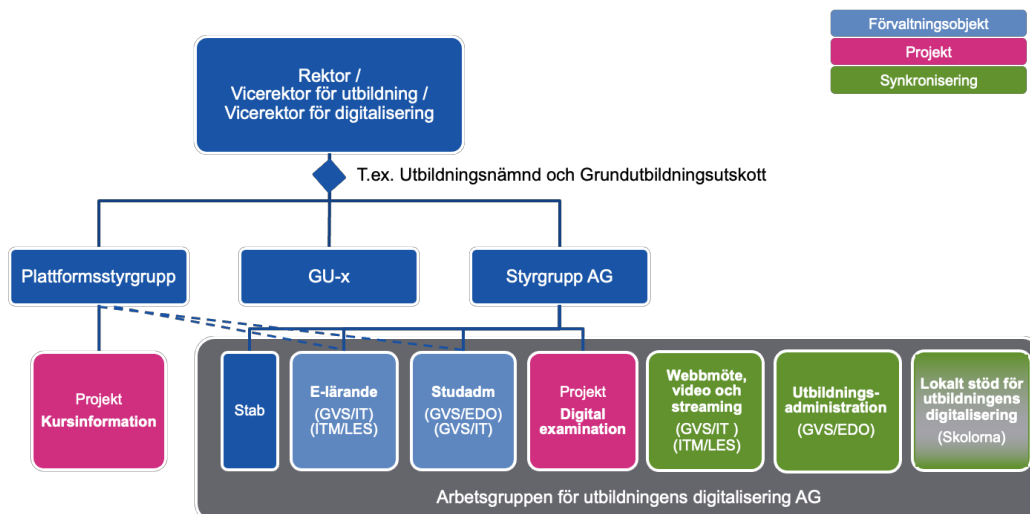 Förvaltningsobjekt
Projekt
Synkronisering
Rektor /
Vicerektor för utbildning /
Vicerektor för digitalisering
T.ex. Utbildningsnämnd och Grundutbildningsutskott
Plattformsstyrgrupp
GU-x
Styrgrupp AG
Projekt
Kursinformation
Stab
E-lärande
(GVS/IT)
(ITM/LES)
Studadm
(GVS/EDO)
(GVS/IT)
Projekt
Digital
examination
Webbmöte,
video och
streaming
(GVS/IT )
(ITM/LES)
Utbildnings-
administration
(GVS/EDO)
Lokalt stöd för
utbildningens
digitalisering
(Skolorna)
Arbetsgruppen för utbildningens digitalisering AG